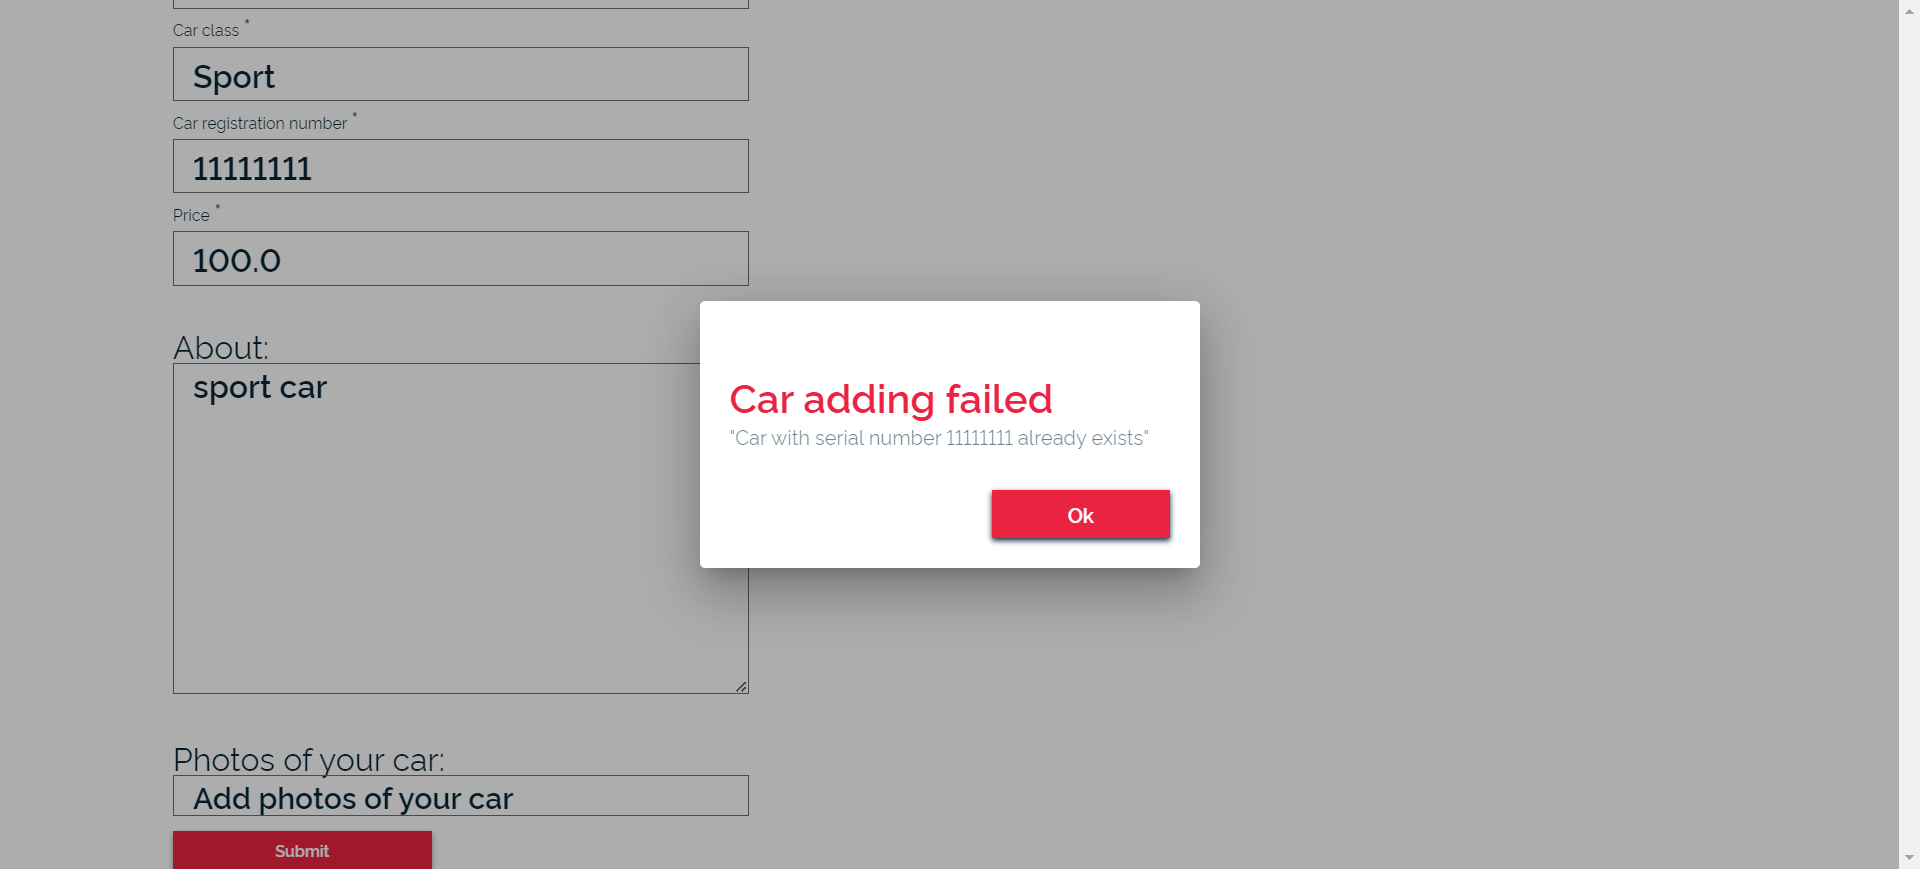 Car class *
Sport
Car registration number *
11111111
Price *
100.0
About:
sport car
Car adding failed
"Car with serial number 11111111 already exists"
Ok
Photos of your car:
Add photos of your car
Submit